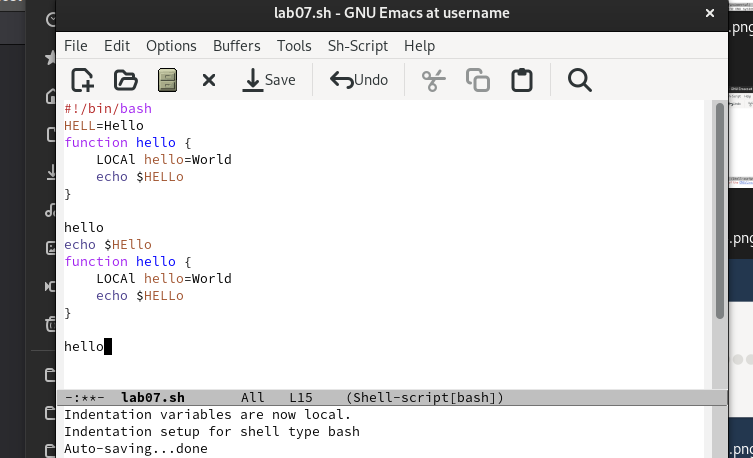 lab07.sh - GNU Emacs at username
File Edit Options Buffers Tools Sh-Script Help
Save Undo
#!/bin/bash
HELL=Hello
function hello {
    LOCAl hello=World
    echo $HELLo
}
hello
echo $HEllo
function hello {
    LOCAl hello=World
    echo $HELLo
}
hello
-:**-  lab07.sh       All   L15    (Shell-script[bash])
Indentation variables are now local.
Indentation setup for shell type bash
Auto-saving...done
.png
.png
.png